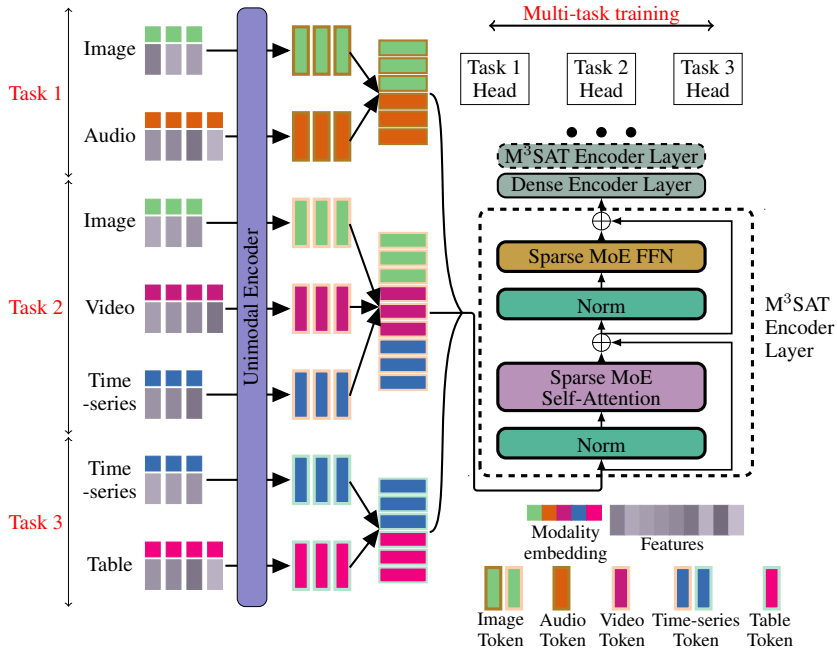 Multi-task training
Task 1
Image
Audio
Task 2
Image
Video
Time
-series
Task 3
Time
-series
Table
Unimodal Encoder
Task 1
Head
Task 2
Head
Task 3
Head
M³SAT Encoder Layer
Dense Encoder Layer
Sparse MoE FFN
Norm
Sparse MoE
Self-Attention
Norm
M³SAT
Encoder
Layer
Modality
embedding
Features
Image
Token
Audio
Token
Video
Token
Time-series
Token
Table
Token